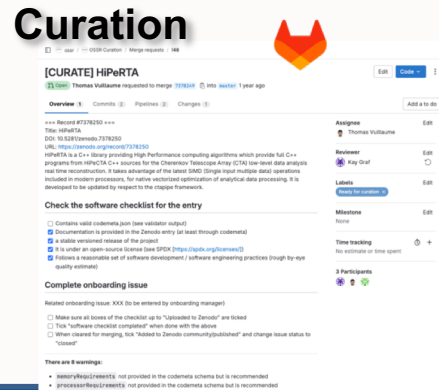 Curation
ossr / ... OSSR Curation / Merge requests / 148
[CURATE] HiPeRTA
Edit Code
Open Thomas Vuillaume requested to merge 7378249 into master 1 year ago
Overview 1 Commits 2 Pipelines 2 Changes 1
Add a to do
=== Record #7378250 ===
Title: HiPeRTA
DOI: 10.5281/zenodo.7378250
URL: https://zenodo.org/record/7378250
HiPeRTA is a C++ library providing High Performance computing algorithms which provide full C++
programs from HiPeCTA C++ sources for the Cherenkov Telescope Array (CTA) low-level data analysis
real time reconstruction. It takes advantage of the latest SIMD (Single input multiple data) operations
included in modern processors, for native vectorized optimization of analytical data processing. It is
developed to be updated by respect to the ctapipe framework.
Check the software checklist for the entry
Contains valid codemeta.json (see validator output)
Documentation is provided in the Zenodo entry (at least through codemeta)
a stable versioned release of the project
It is under an open-source license (see SPDX [https://spdx.org/licenses/])
Follows a reasonable set of software development / software engineering practices (rough by-eye
quality estimate)
Complete onboarding issue
Related onboarding issue: XXX (to be entered by onboarding manager)
Make sure all boxes of the checklist up to "Uploaded to Zenodo" are ticked
Tick "software checklist completed" when done with the above
When cleared for merging, tick "Added to Zenodo community/published" and change issue status to
"closed"
There are 8 warnings:
• memoryRequirements not provided in the codemeta schema but is recommended
• processorRequirements not provided in the codemeta schema but is recommended
Assignee Edit
Thomas Vuillaume
Reviewer Edit
Kay Graf
Labels Edit
Ready for curation ×
Milestone Edit
None
Time tracking +
No estimate or time spent
3 Participants